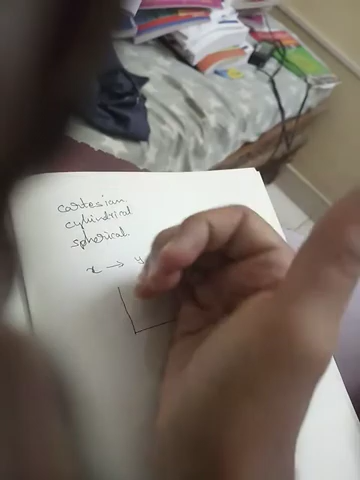 cartesian
cylindrical
spherical
x → y